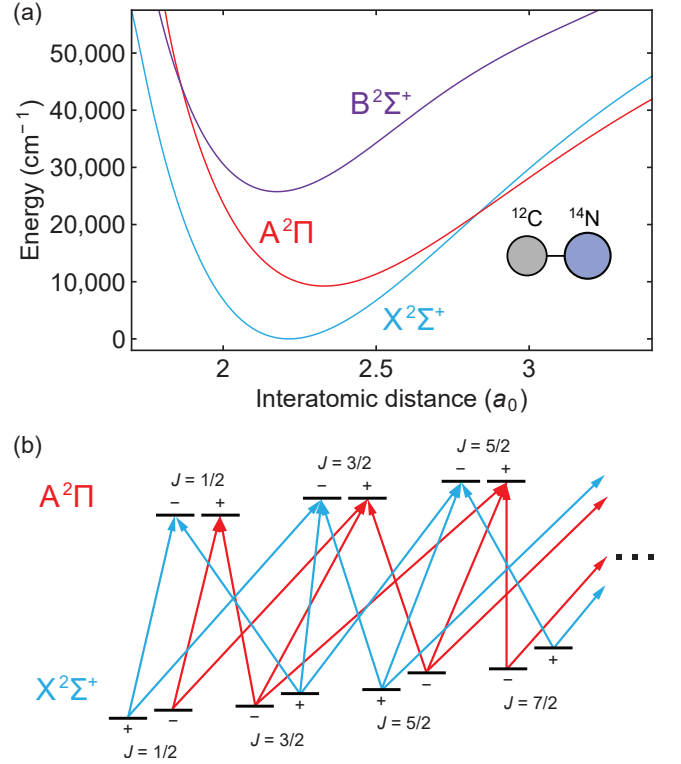 (a)
50,000
40,000
30,000
20,000
10,000
0
Energy (cm⁻¹)
B²Σ⁺
A²Π
X²Σ⁺
¹²C
¹⁴N
2
2.5
3
Interatomic distance (a₀)
(b)
A²Π
J = 1/2
J = 3/2
J = 5/2
− + − + − +
X²Σ⁺
+ − − + + − − +
J = 1/2
J = 3/2
J = 5/2
J = 7/2